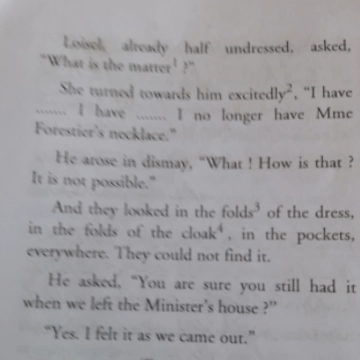 Loisel, already half undressed, asked,
"What is the matter¹ ?"
She turned towards him excitedly², "I have
........ I have ........ I no longer have Mme
Forestier's necklace."
He arose in dismay, "What ! How is that ?
It is not possible."
And they looked in the folds³ of the dress,
in the folds of the cloak⁴, in the pockets,
everywhere. They could not find it.
He asked, "You are sure you still had it
when we left the Minister's house ?"
"Yes. I felt it as we came out."